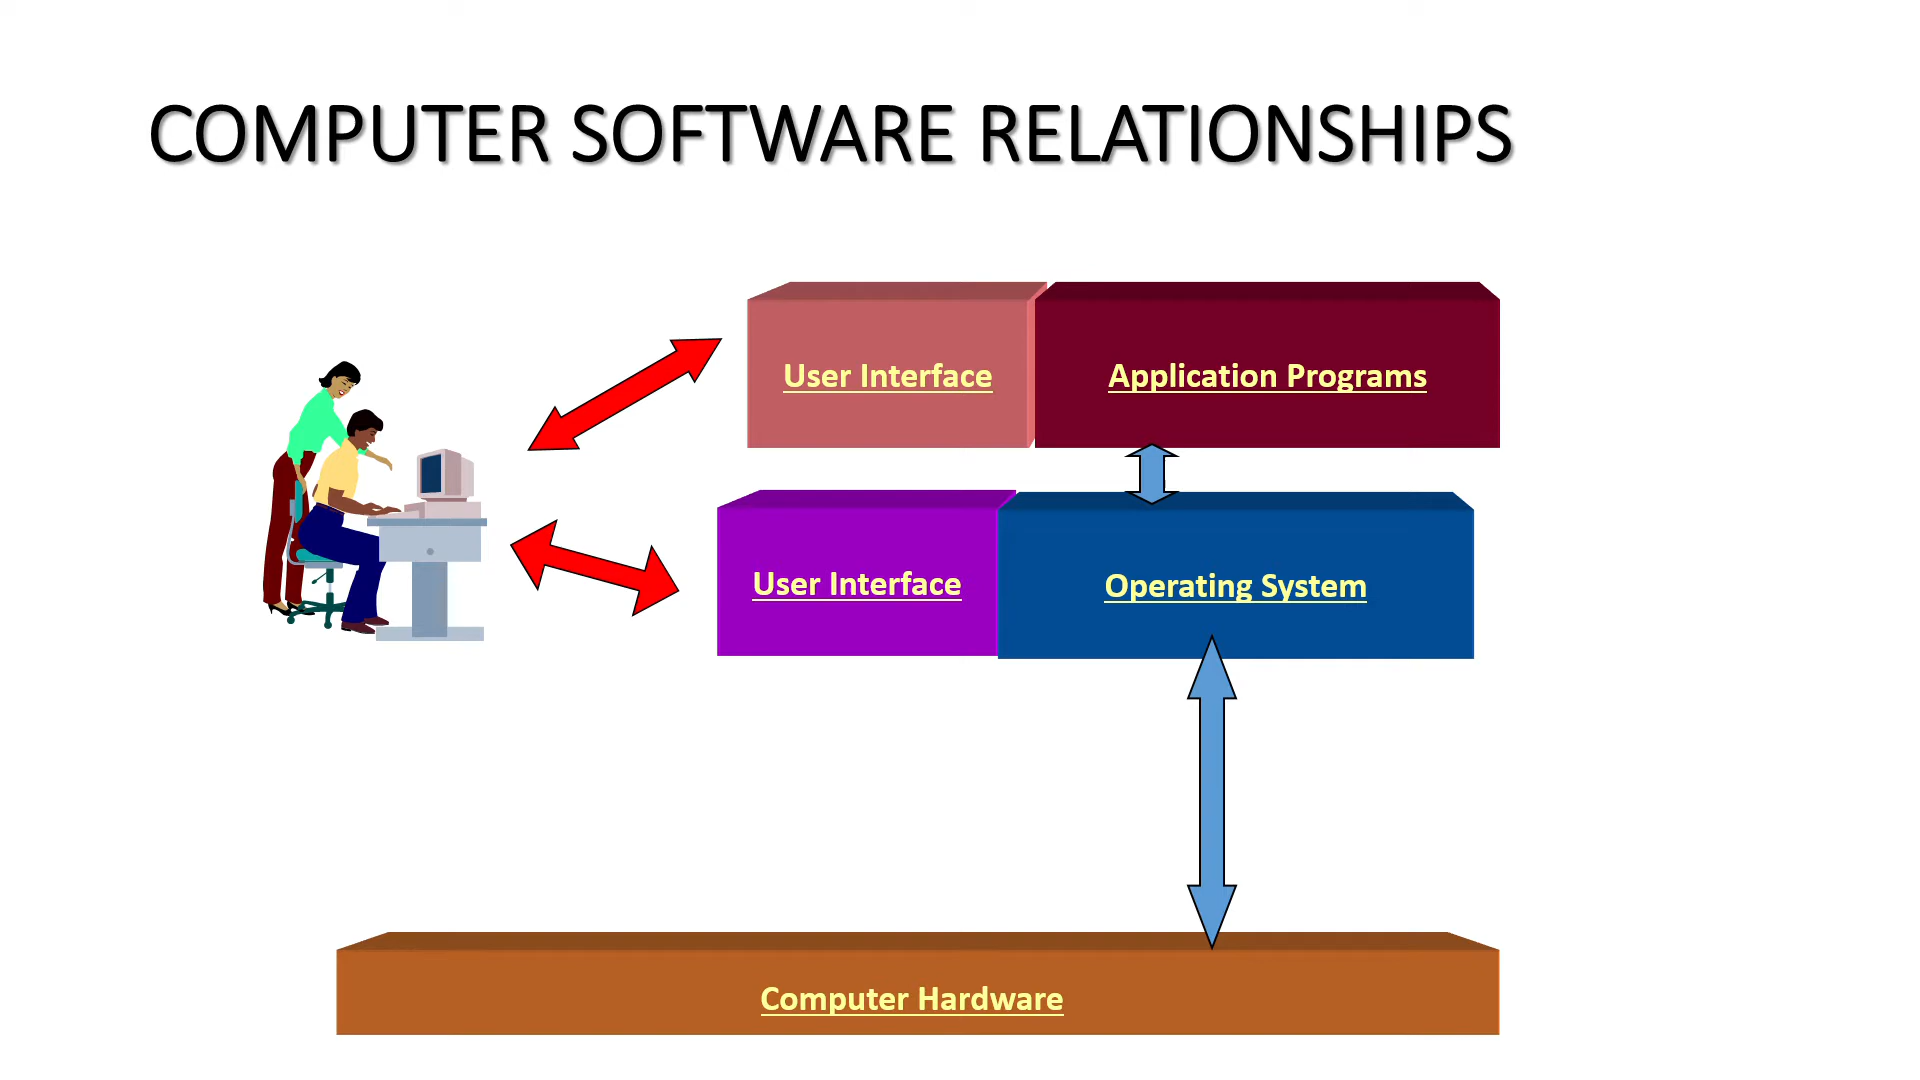 COMPUTER SOFTWARE RELATIONSHIPS
User Interface
Application Programs
User Interface
Operating System
Computer Hardware